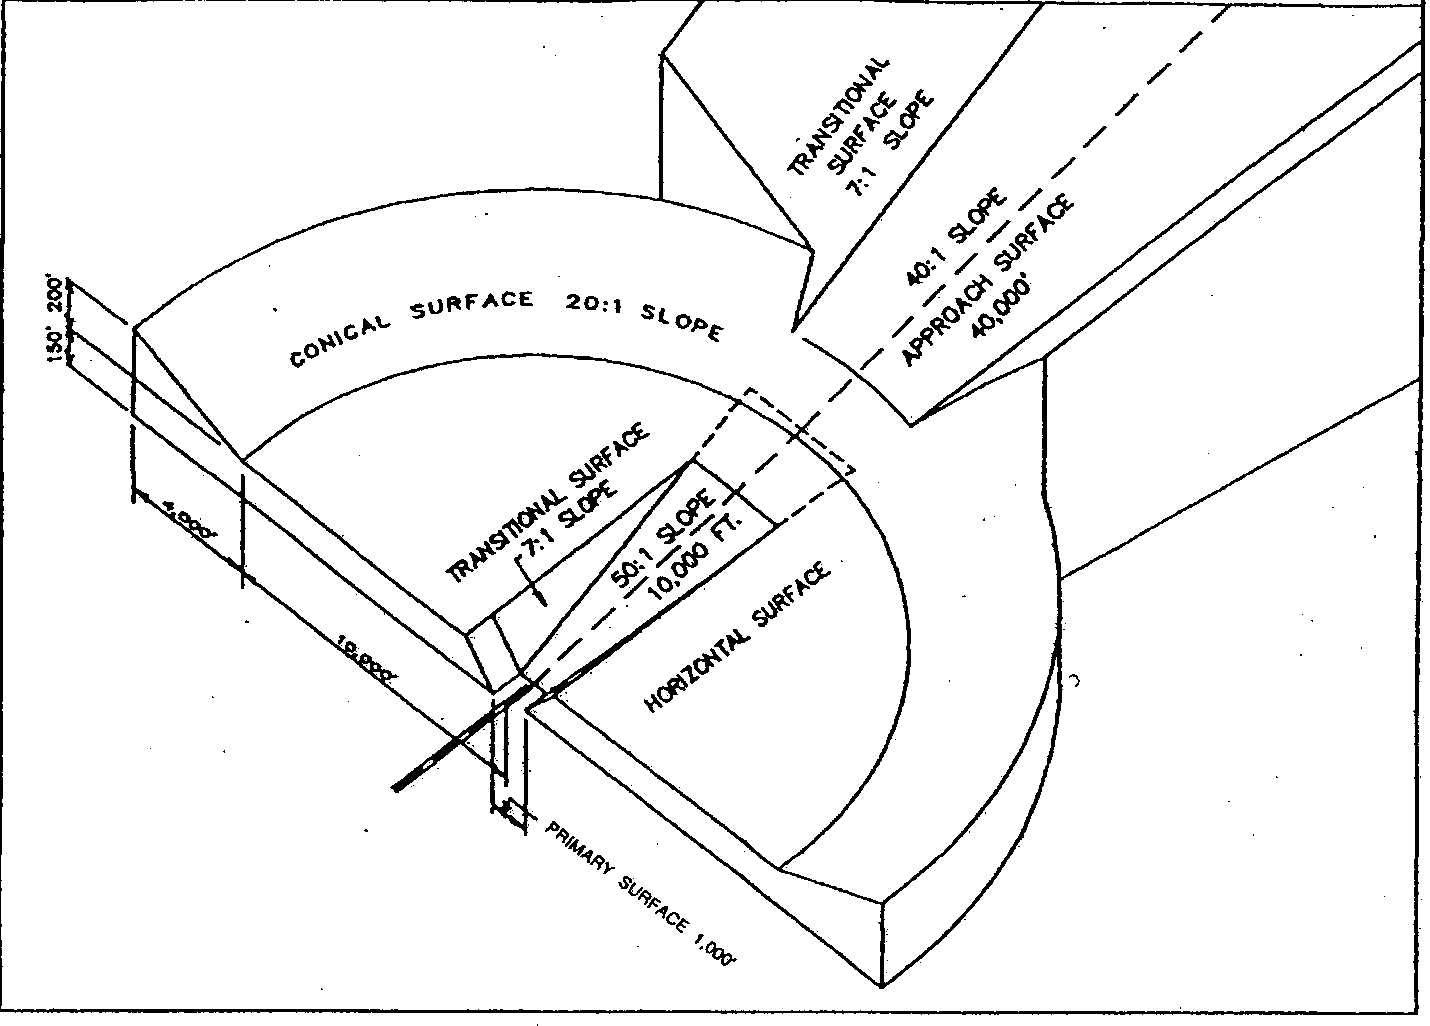 TRANSITIONAL
SURFACE
7:1 SLOPE
40:1 SLOPE
APPROACH SURFACE
40,000'
200'
150'
CONICAL SURFACE 20:1 SLOPE
TRANSITIONAL SURFACE
7:1 SLOPE
50:1 SLOPE
10,000 FT.
HORIZONTAL SURFACE
4,000'
10,000'
PRIMARY SURFACE 1,000'